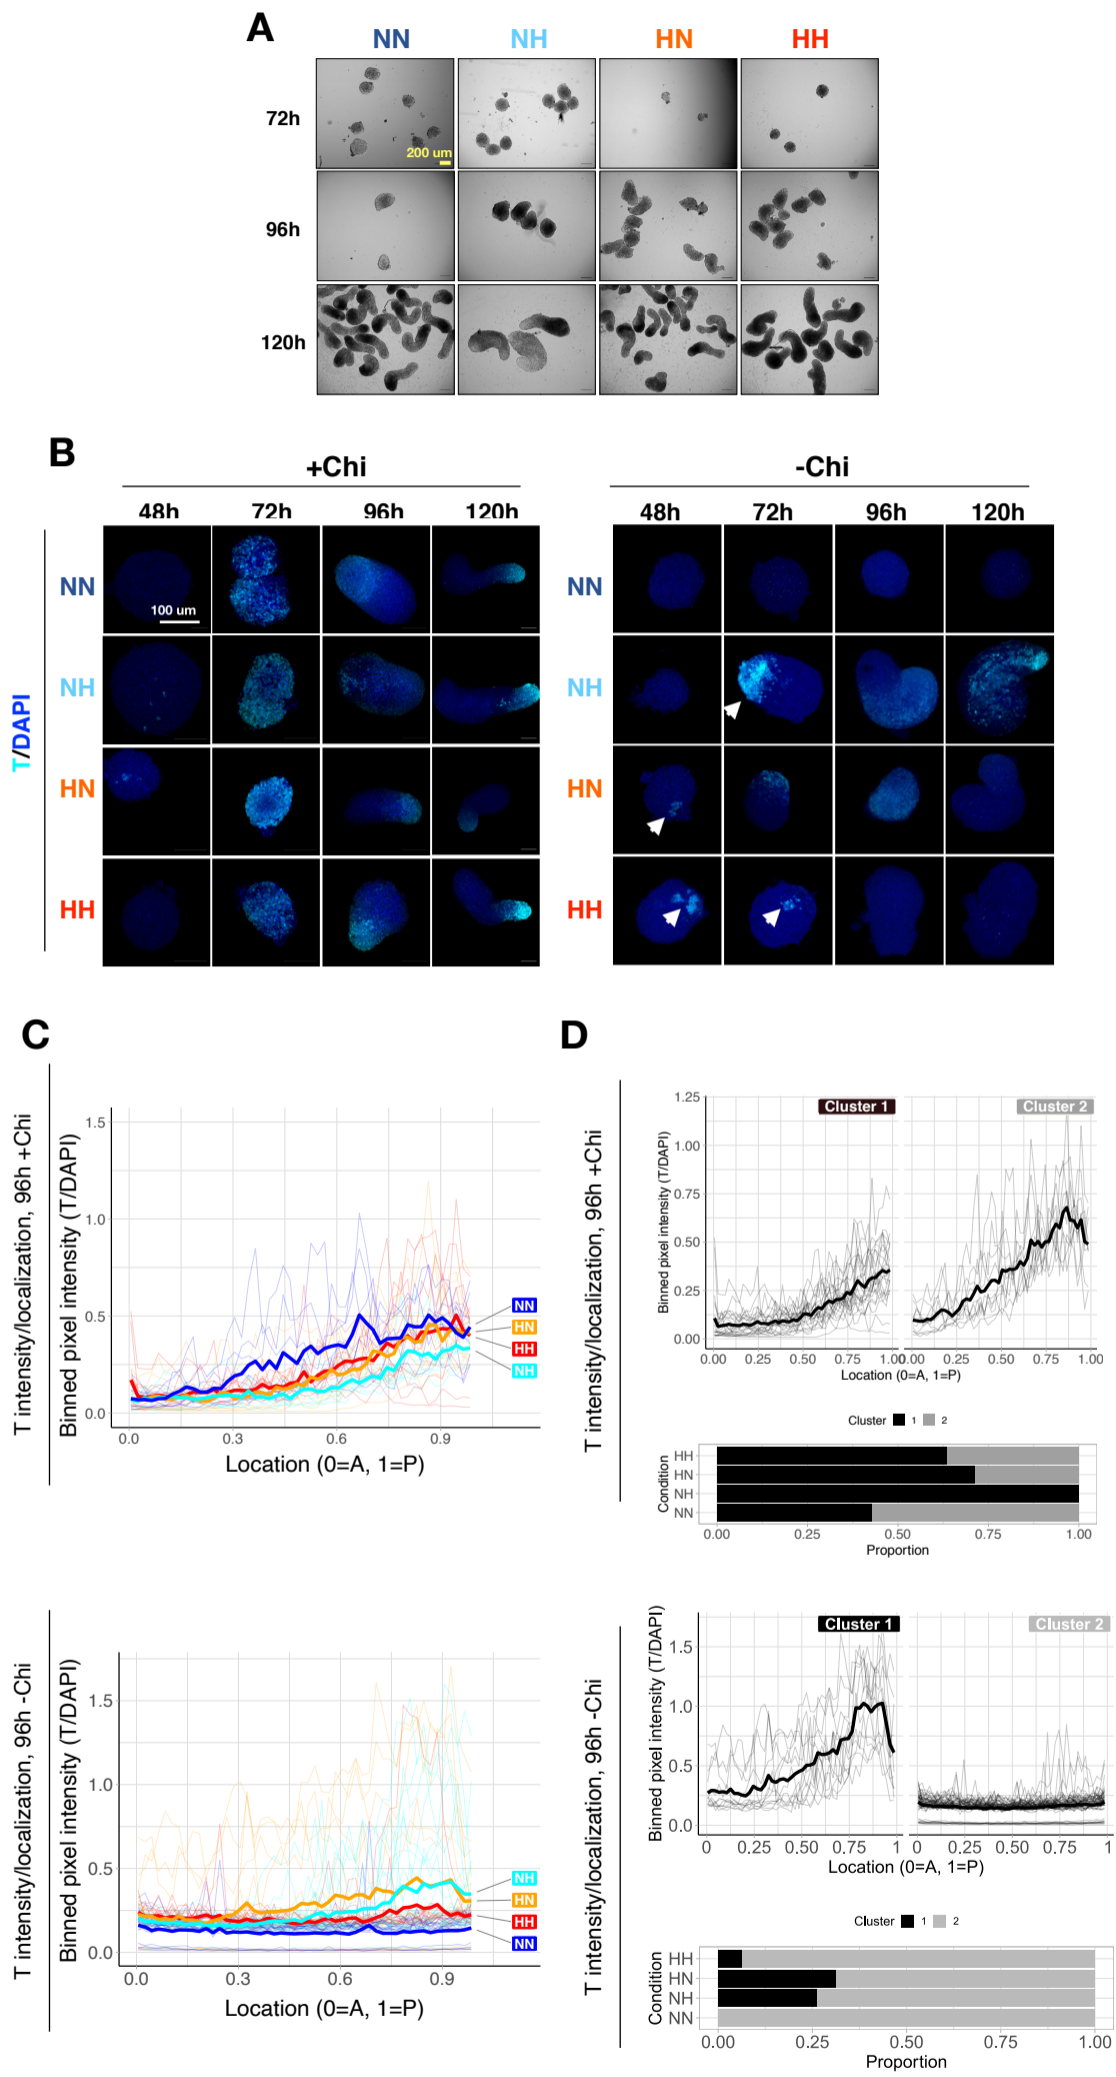 A
NN NH HN HH
72h
200 um
96h
120h
B
+Chi -Chi
48h 72h 96h 120h 48h 72h 96h 120h
T/DAPI
NN NN
100 um
NH NH
HN HN
HH HH
C
T intensity/localization, 96h +Chi
Binned pixel intensity (T/DAPI)
1.5
1.0
0.5
0.0
NN
HN
HH
NH
0.0 0.3 0.6 0.9
Location (0=A, 1=P)
D
T intensity/localization, 96h +Chi
Binned pixel intensity (T/DAPI)
Cluster 1 Cluster 2
1.25
1.00
0.75
0.50
0.25
0.00
0.00 0.25 0.50 0.75 1.00 0.00 0.25 0.50 0.75 1.00
Location (0=A, 1=P)
Cluster 1 2
Condition
HH
HN
NH
NN
0.00 0.25 0.50 0.75 1.00
Proportion
T intensity/localization, 96h -Chi
Binned pixel intensity (T/DAPI)
1.5
1.0
0.5
0.0
NH
HN
HH
NN
0.0 0.3 0.6 0.9
Location (0=A, 1=P)
T intensity/localization, 96h -Chi
Binned pixel intensity (T/DAPI)
Cluster 1 Cluster 2
1.5
1.0
0.5
0.0
0 0.25 0.50 0.75 1 0 0.25 0.50 0.75 1
Location (0=A, 1=P)
Cluster 1 2
Condition
HH
HN
NH
NN
0.00 0.25 0.50 0.75 1.00
Proportion